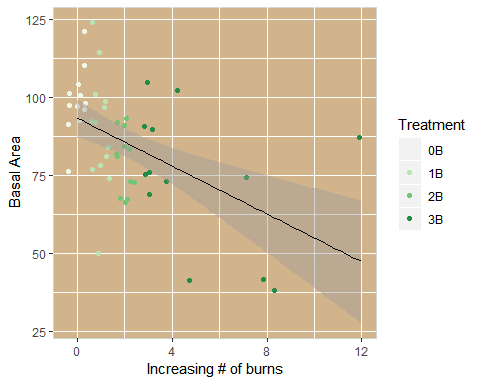 125
100
75
50
25
Basal Area
0
4
8
12
Increasing # of burns
Treatment
0B
1B
2B
3B